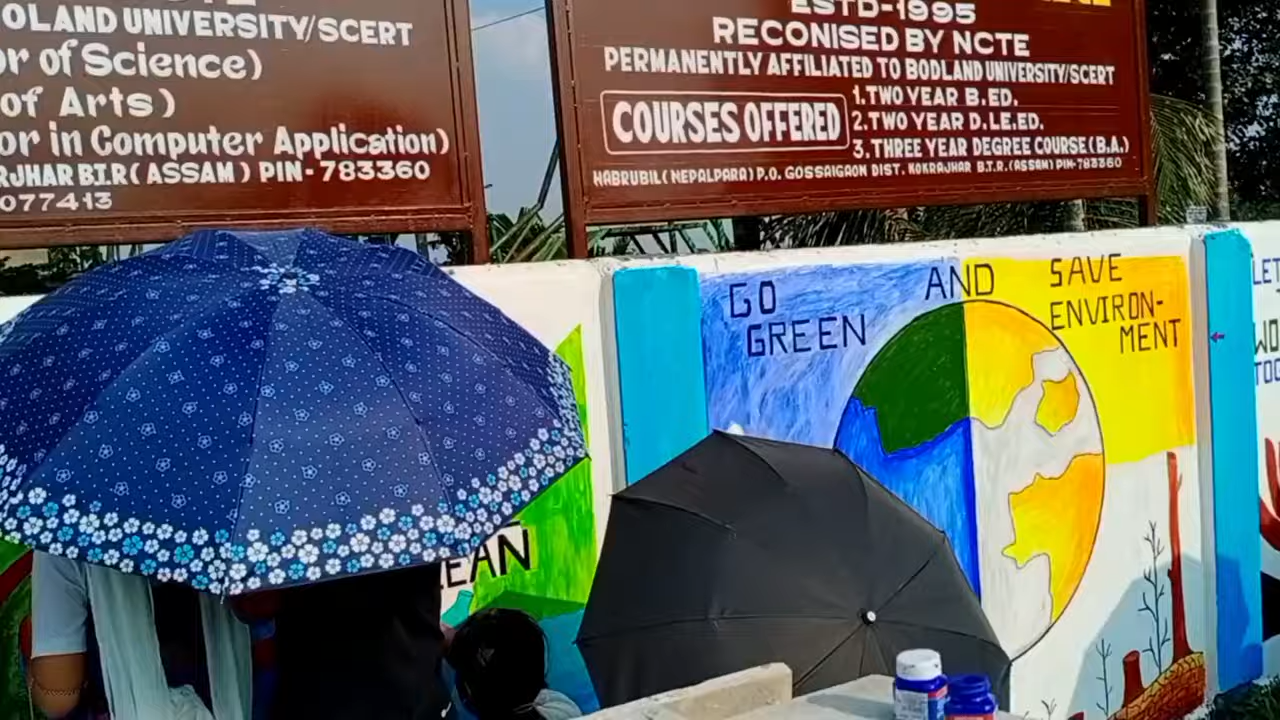 OLAND UNIVERSITY/SCERT
or of Science)
of Arts)
or in Computer Application)
RJHAR B.T.R ( ASSAM ) PIN-783360
077413
ESTD-1995
RECONISED BY NCTE
PERMANENTLY AFFILIATED TO BODLAND UNIVERSITY/SCERT
COURSES OFFERED
1. TWO YEAR B.ED.
2. TWO YEAR D.LE.ED.
3. THREE YEAR DEGREE COURSE (B.A.)
HABRUBIL ( NEPALPARA ) P.O. GOSSAIGAON DIST. KOKRAJHAR B.T.R. (ASSAM) PIN-783360
GO
GREEN
AND
SAVE
ENVIRON-
MENT
EAN
LET
WO
TOG